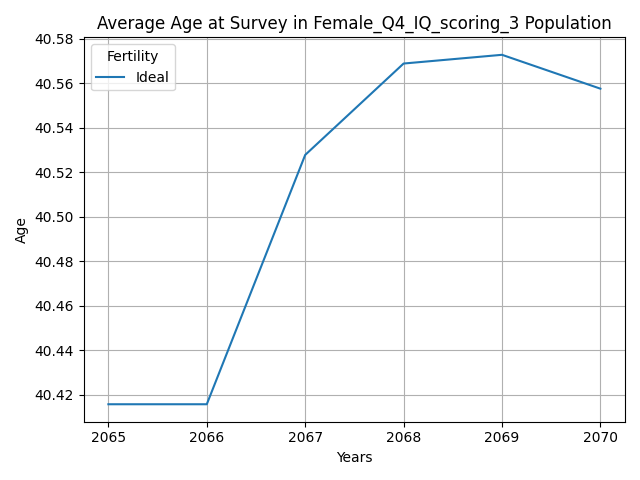 Average Age at Survey in Female_Q4_IQ_scoring_3 Population
40.58
Fertility
Ideal
40.56
40.54
40.52
40.50
40.48
40.46
40.44
40.42
Age
2065 2066 2067 2068 2069 2070
Years